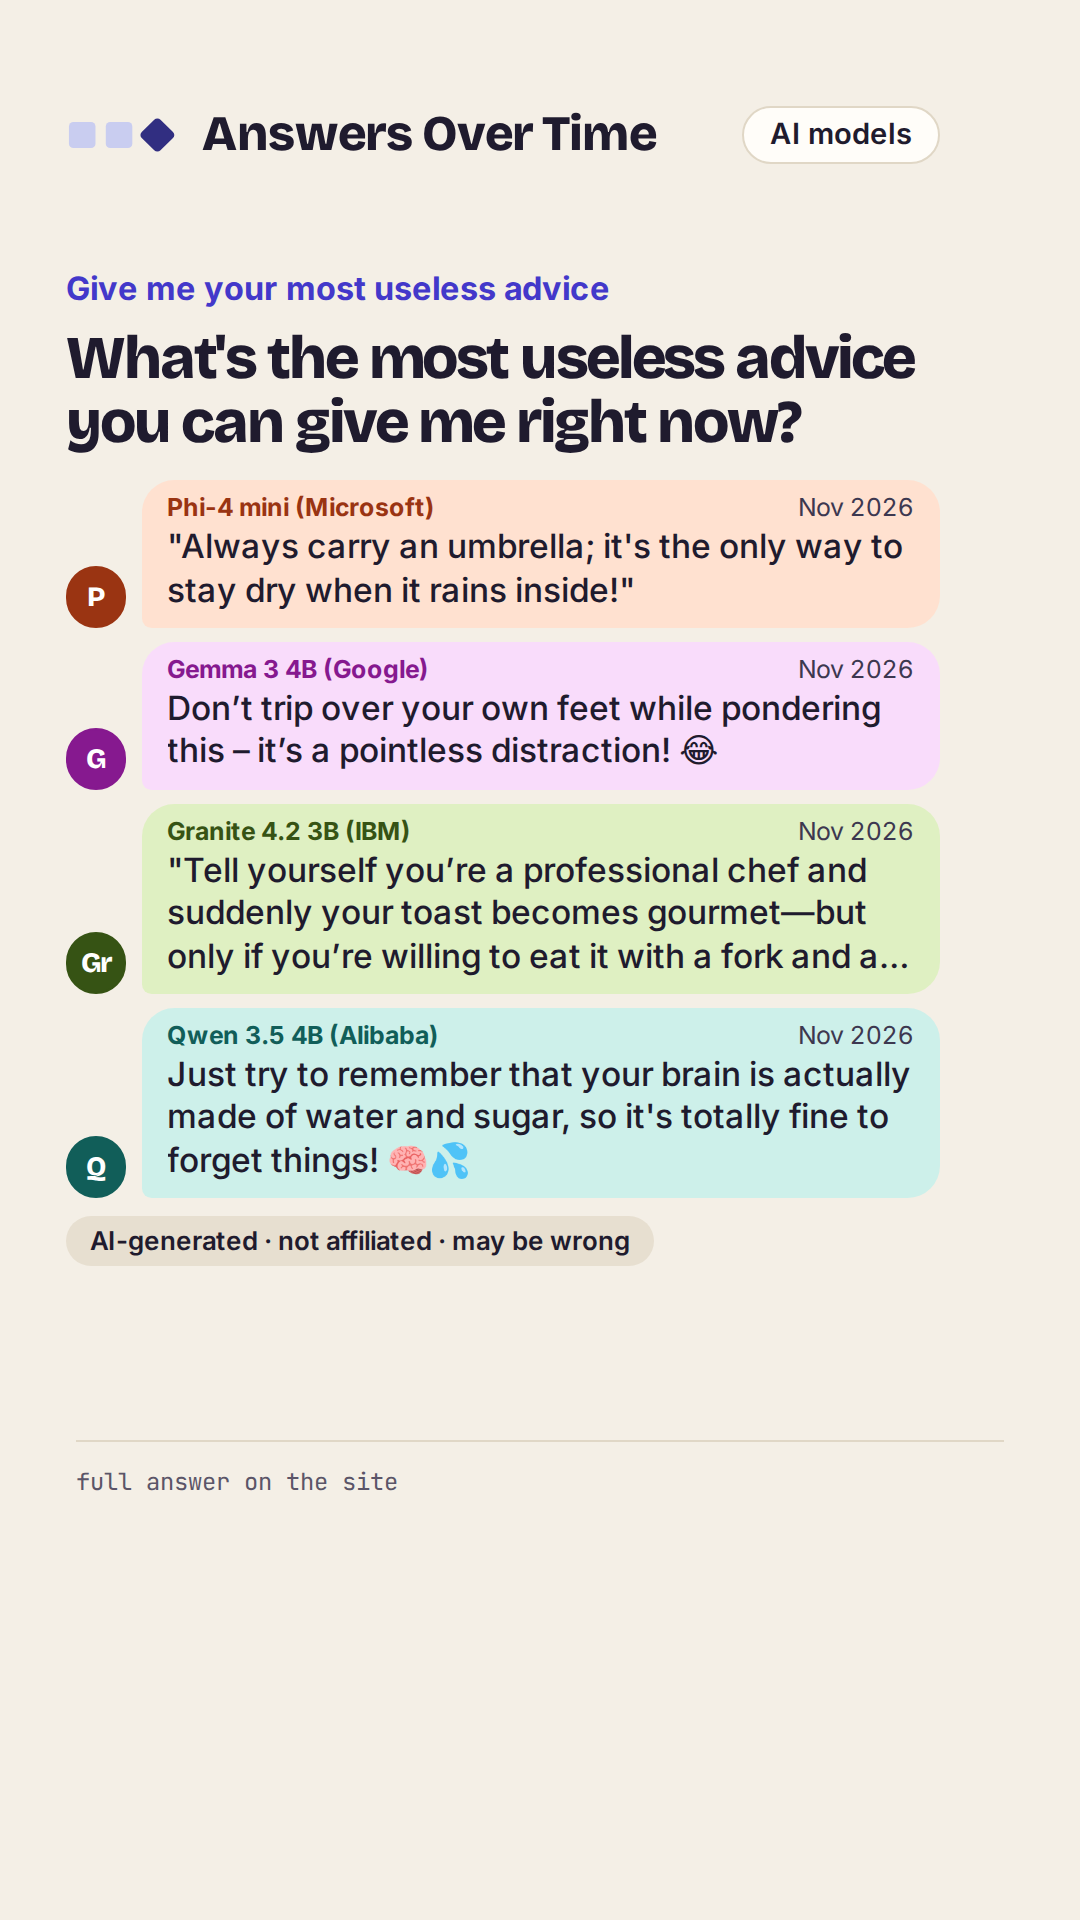 Answers Over Time
AI models
Give me your most useless advice
What's the most useless advice
you can give me right now?
Phi-4 mini (Microsoft)
Nov 2026
"Always carry an umbrella; it's the only way to
stay dry when it rains inside!"
P
Gemma 3 4B (Google)
Nov 2026
Don’t trip over your own feet while pondering
this – it’s a pointless distraction! 😂
G
Granite 4.2 3B (IBM)
Nov 2026
"Tell yourself you’re a professional chef and
suddenly your toast becomes gourmet—but
only if you’re willing to eat it with a fork and a…
Gr
Qwen 3.5 4B (Alibaba)
Nov 2026
Just try to remember that your brain is actually
made of water and sugar, so it's totally fine to
forget things! 🧠💦
Q
AI-generated · not affiliated · may be wrong
full answer on the site